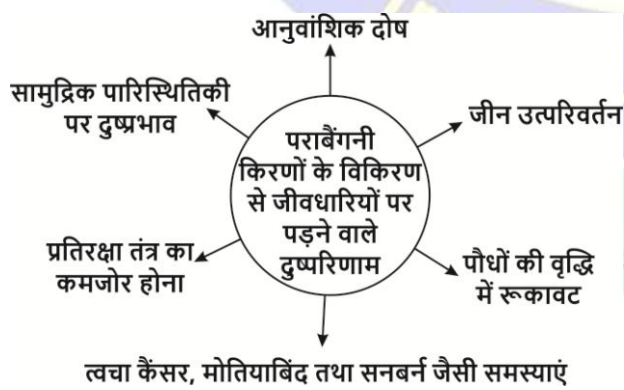 आनुवांशिक दोष
सामुद्रिक पारिस्थितिकी
पर दुष्प्रभाव
जीन उत्परिवर्तन
पराबैंगनी
किरणों के विकिरण
से जीवधारियों पर
पड़ने वाले
दुष्परिणाम
प्रतिरक्षा तंत्र का
कमजोर होना
पौधों की वृद्धि
में रूकावट
त्वचा कैंसर, मोतियाबिंद तथा सनबर्न जैसी समस्याएं